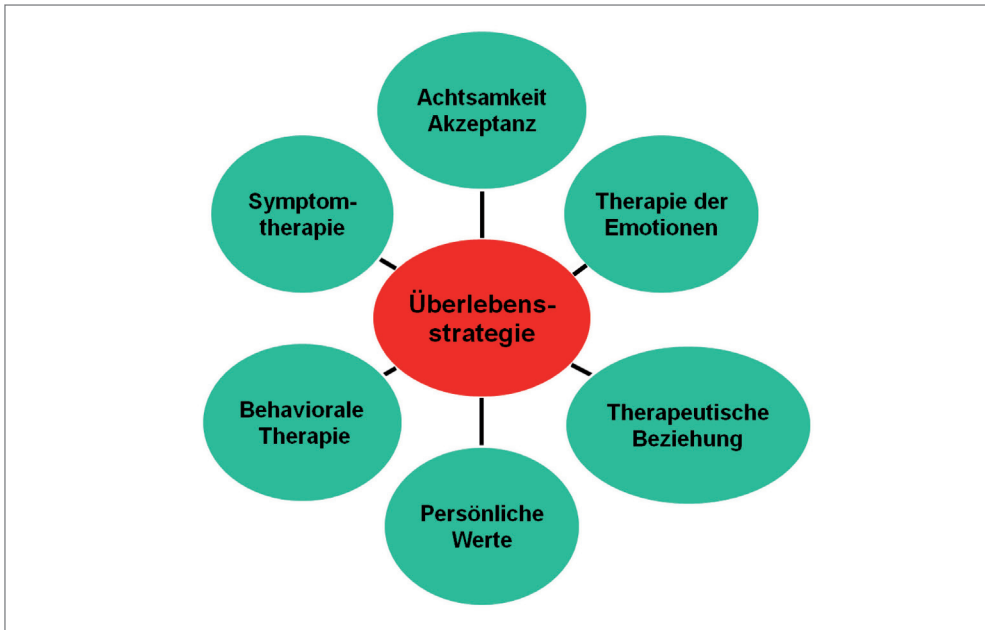 Achtsamkeit
Akzeptanz
Symptom-
therapie
Therapie der
Emotionen
Überlebens-
strategie
Behaviorale
Therapie
Therapeutische
Beziehung
Persönliche
Werte